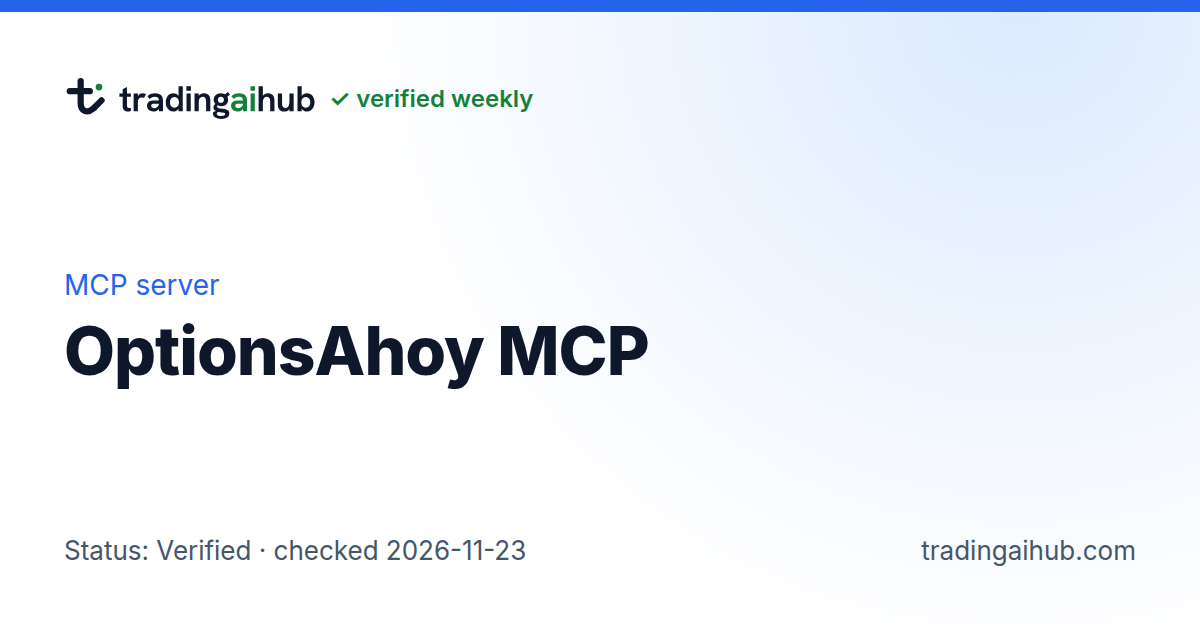 tradingaihub ✓ verified weekly
MCP server
OptionsAhoy MCP
Status: Verified · checked 2026-11-23
tradingaihub.com